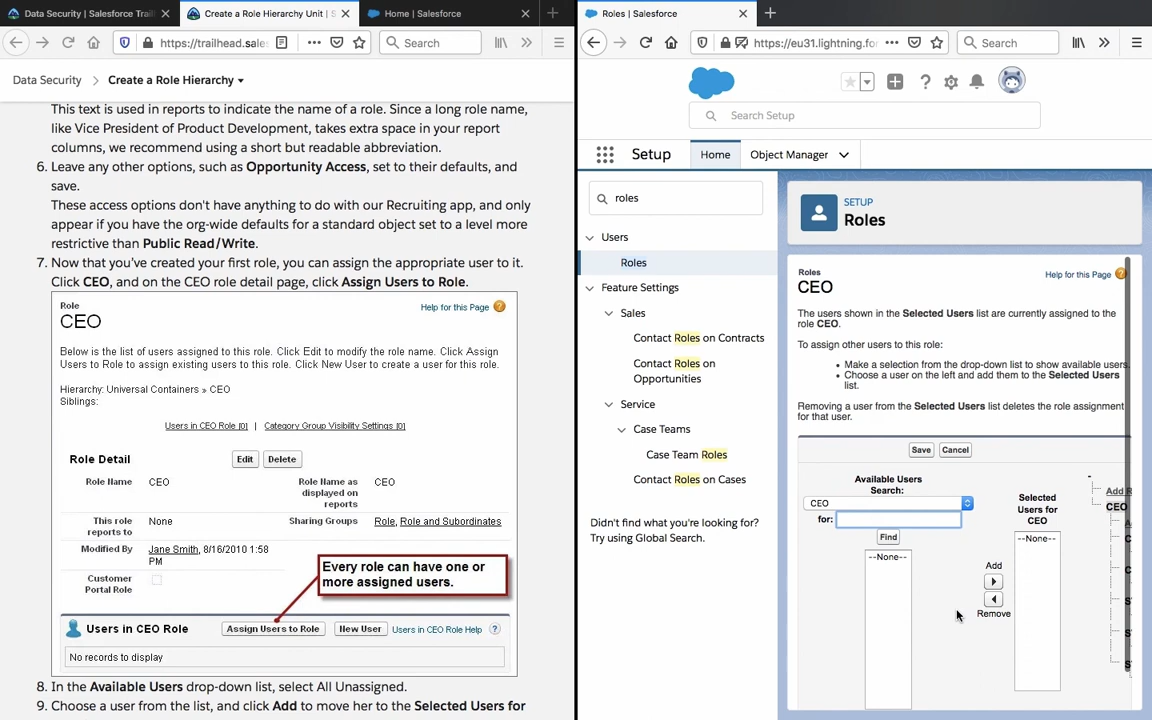 Data Security | Salesforce Trail
Create a Role Hierarchy Unit | S
Home | Salesforce
https://trailhead.sale
Search
Data Security
Create a Role Hierarchy
This text is used in reports to indicate the name of a role. Since a long role name,
like Vice President of Product Development, takes extra space in your report
columns, we recommend using a short but readable abbreviation.
6. Leave any other options, such as Opportunity Access, set to their defaults, and
save.
These access options don't have anything to do with our Recruiting app, and only
appear if you have the org-wide defaults for a standard object set to a level more
restrictive than Public Read/Write.
7. Now that you've created your first role, you can assign the appropriate user to it.
Click CEO, and on the CEO role detail page, click Assign Users to Role.
Role
CEO
Help for this Page
Below is the list of users assigned to this role. Click Edit to modify the role name. Click Assign
Users to Role to assign existing users to this role. Click New User to create a user for this role.
Hierarchy: Universal Containers » CEO
Siblings:
Users in CEO Role [0] | Category Group Visibility Settings [0]
Role Detail
Edit
Delete
Role Name
CEO
Role Name as
displayed on
reports
CEO
This role
reports to
None
Sharing Groups
Role, Role and Subordinates
Modified By
Jane Smith, 8/16/2010 1:58
PM
Customer
Portal Role
Every role can have one or
more assigned users.
Users in CEO Role
Assign Users to Role
New User
Users in CEO Role Help
No records to display
8. In the Available Users drop-down list, select All Unassigned.
9. Choose a user from the list, and click Add to move her to the Selected Users for
Roles | Salesforce
https://eu31.lightning.fo
Search
Search Setup
Setup
Home
Object Manager
roles
Users
Roles
Feature Settings
Sales
Contact Roles on Contracts
Contact Roles on
Opportunities
Service
Case Teams
Case Team Roles
Contact Roles on Cases
Didn't find what you're looking for?
Try using Global Search.
SETUP
Roles
Roles
CEO
Help for this Page
The users shown in the Selected Users list are currently assigned to the
role CEO.
To assign other users to this role:
Make a selection from the drop-down list to show available users.
Choose a user on the left and add them to the Selected Users
list.
Removing a user from the Selected Users list deletes the role assignment
for that user.
Save
Cancel
Available Users
Search:
CEO
for:
Find
--None--
Add
Remove
Selected
Users for
CEO
--None--
Add R
CEO